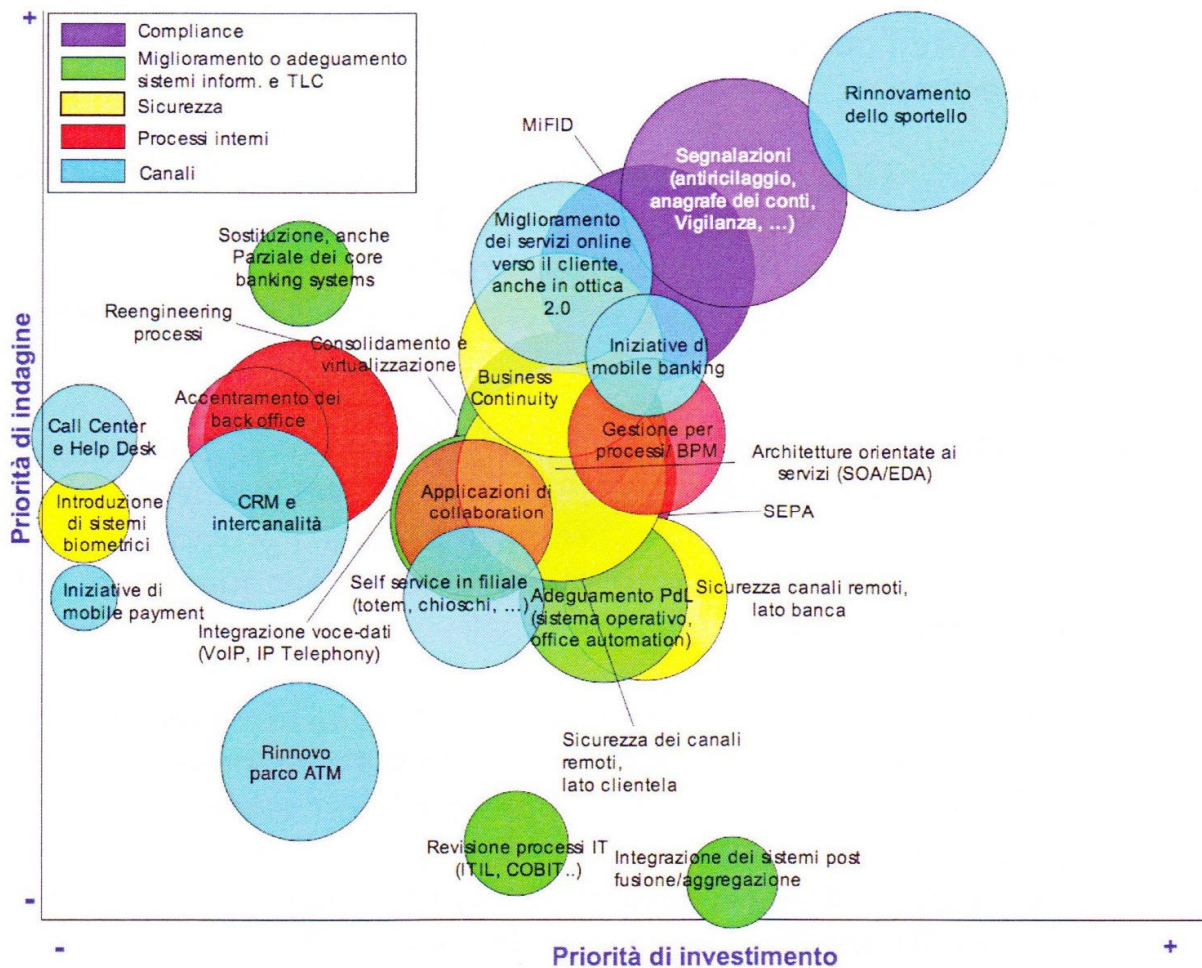 +
Compliance
Miglioramento o adeguamento
sistemi inform. e TLC
Sicurezza
Processi interni
Canali
Rinnovamento
dello sportello
MiFID
Segnalazioni
(antiricilaggio,
anagrafe dei conti,
Vigilanza, ...)
Miglioramento
dei servizi online
verso il cliente,
anche in ottica
2.0
Sostituzione, anche
Parziale dei core
banking systems
Reengineering
processi
Consolidamento e
virtualizzazione
Iniziative di
mobile banking
Business
Continuity
Accentramento dei
back office
Call Center
e Help Desk
Gestione per
processi/ BPM
Architetture orientate ai
servizi (SOA/EDA)
Priorità di indagine
Introduzione
di sistemi
biometrici
CRM e
intercanalità
Applicazioni di
collaboration
SEPA
Iniziative di
mobile payment
Self service in filiale
(totem, chioschi, ...)
Adeguamento PdL
(sistema operativo,
office automation)
Sicurezza canali remoti,
lato banca
Integrazione voce-dati
(VoIP, IP Telephony)
Rinnovo
parco ATM
Sicurezza dei canali
remoti,
lato clientela
Revisione processi IT
(ITIL, COBIT..)
Integrazione dei sistemi post
fusione/aggregazione
-
-
Priorità di investimento
+